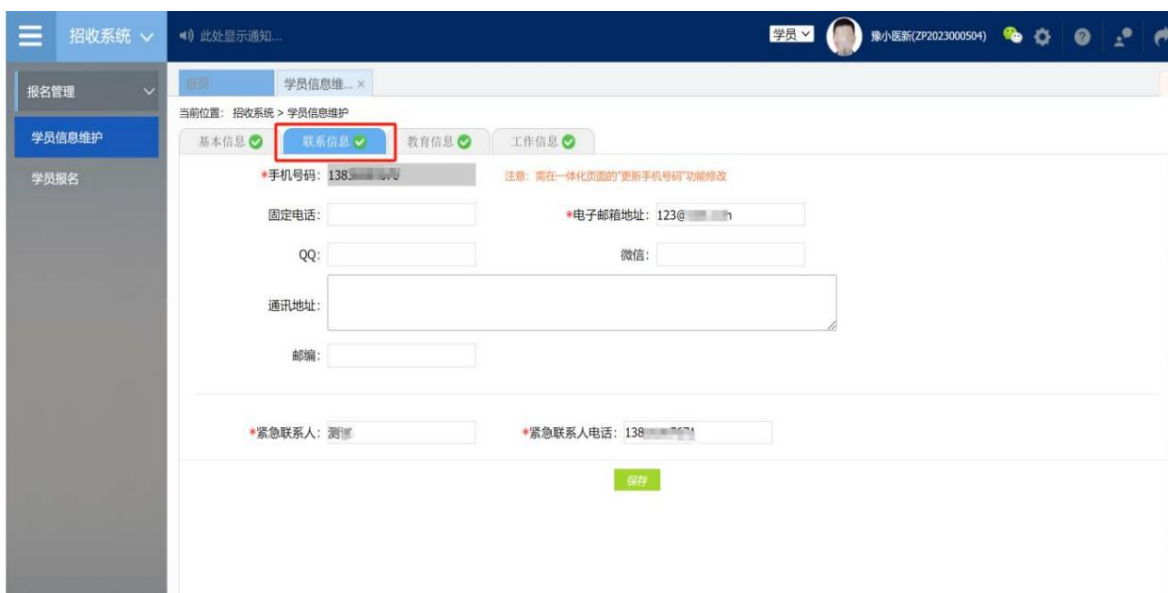 招收系统 此处显示通知... 学员 豫小医新(ZP2023000504)
报名管理
学员信息维护
学员报名
首页 学员信息维... ×
当前位置： 招收系统 > 学员信息维护
基本信息 联系信息 教育信息 工作信息
*手机号码： 138 注意：需在一体化页面的"更新手机号码"功能修改
固定电话： *电子邮箱地址： 123@
QQ： 微信：
通讯地址：
邮编：
*紧急联系人： 测 *紧急联系人电话： 138
保存